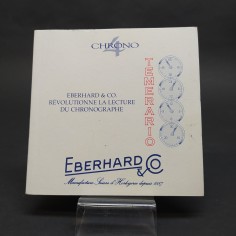 CHRONO
4
TEMERARIO
EBERHARD & CO.
RÉVOLUTIONNE LA LECTURE
DU CHRONOGRAPHE
EBERHARD & CO
Manufacture Suisse d'Horlogerie depuis 1887